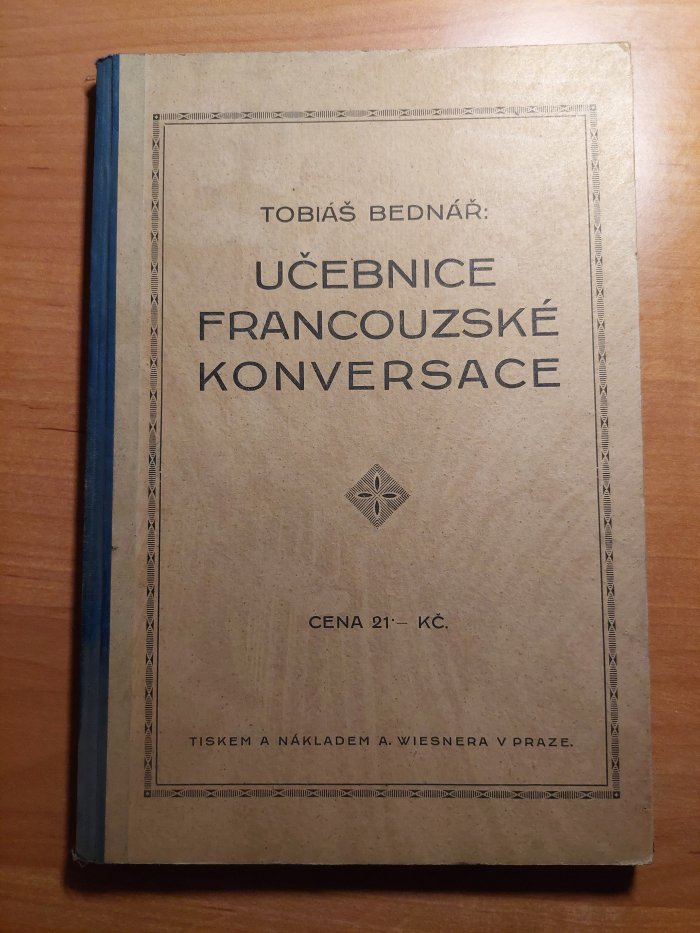 TOBIÁŠ BEDNÁŘ:
UČEBNICE
FRANCOUZSKÉ
KONVERSACE
CENA 21·— KČ.
TISKEM A NÁKLADEM A. WIESNERA V PRAZE.